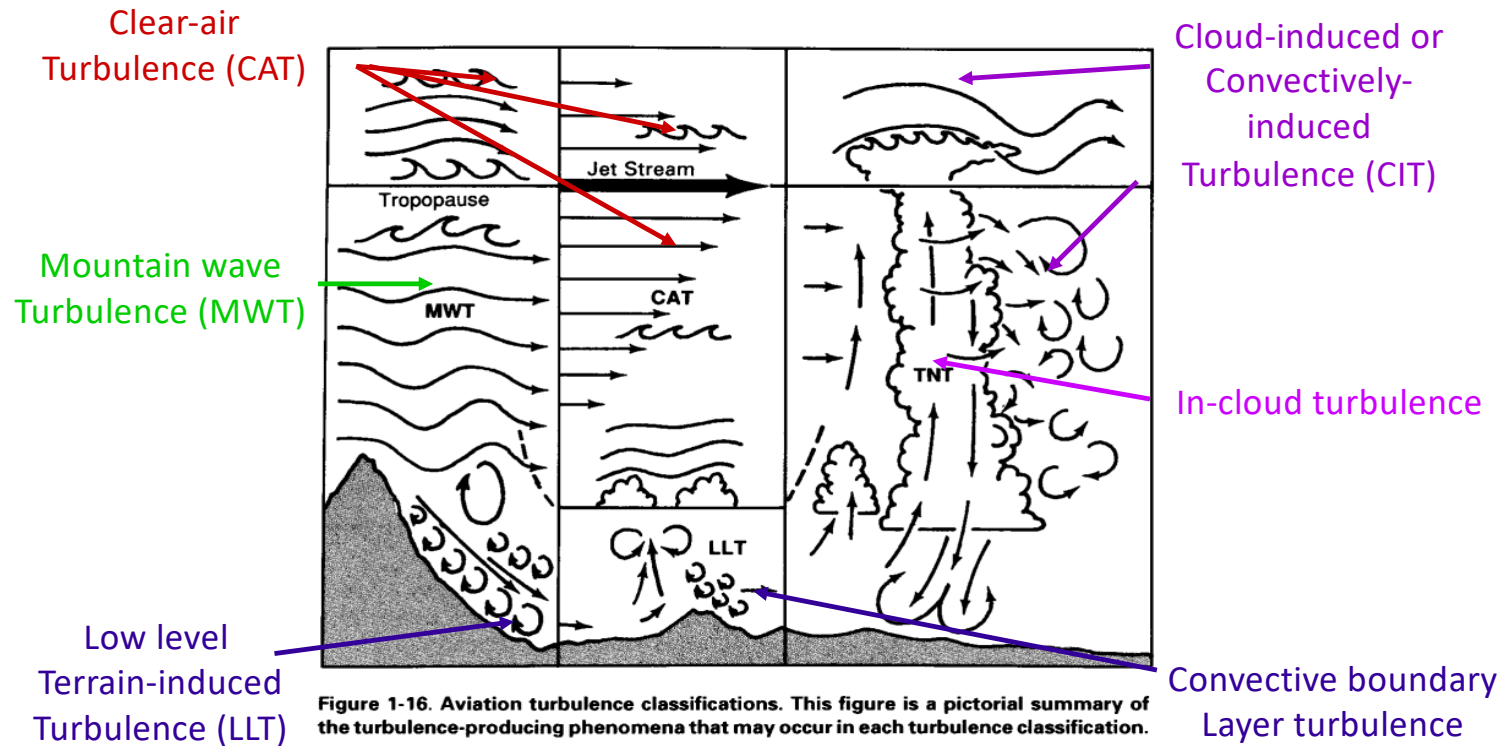 Clear-air
Turbulence (CAT)
Cloud-induced or
Convectively-
induced
Turbulence (CIT)
Jet Stream
Tropopause
Mountain wave
Turbulence (MWT)
MWT
CAT
TNT
In-cloud turbulence
LLT
Low level
Terrain-induced
Turbulence (LLT)
Convective boundary
Layer turbulence
Figure 1-16. Aviation turbulence classifications. This figure is a pictorial summary of
the turbulence-producing phenomena that may occur in each turbulence classification.